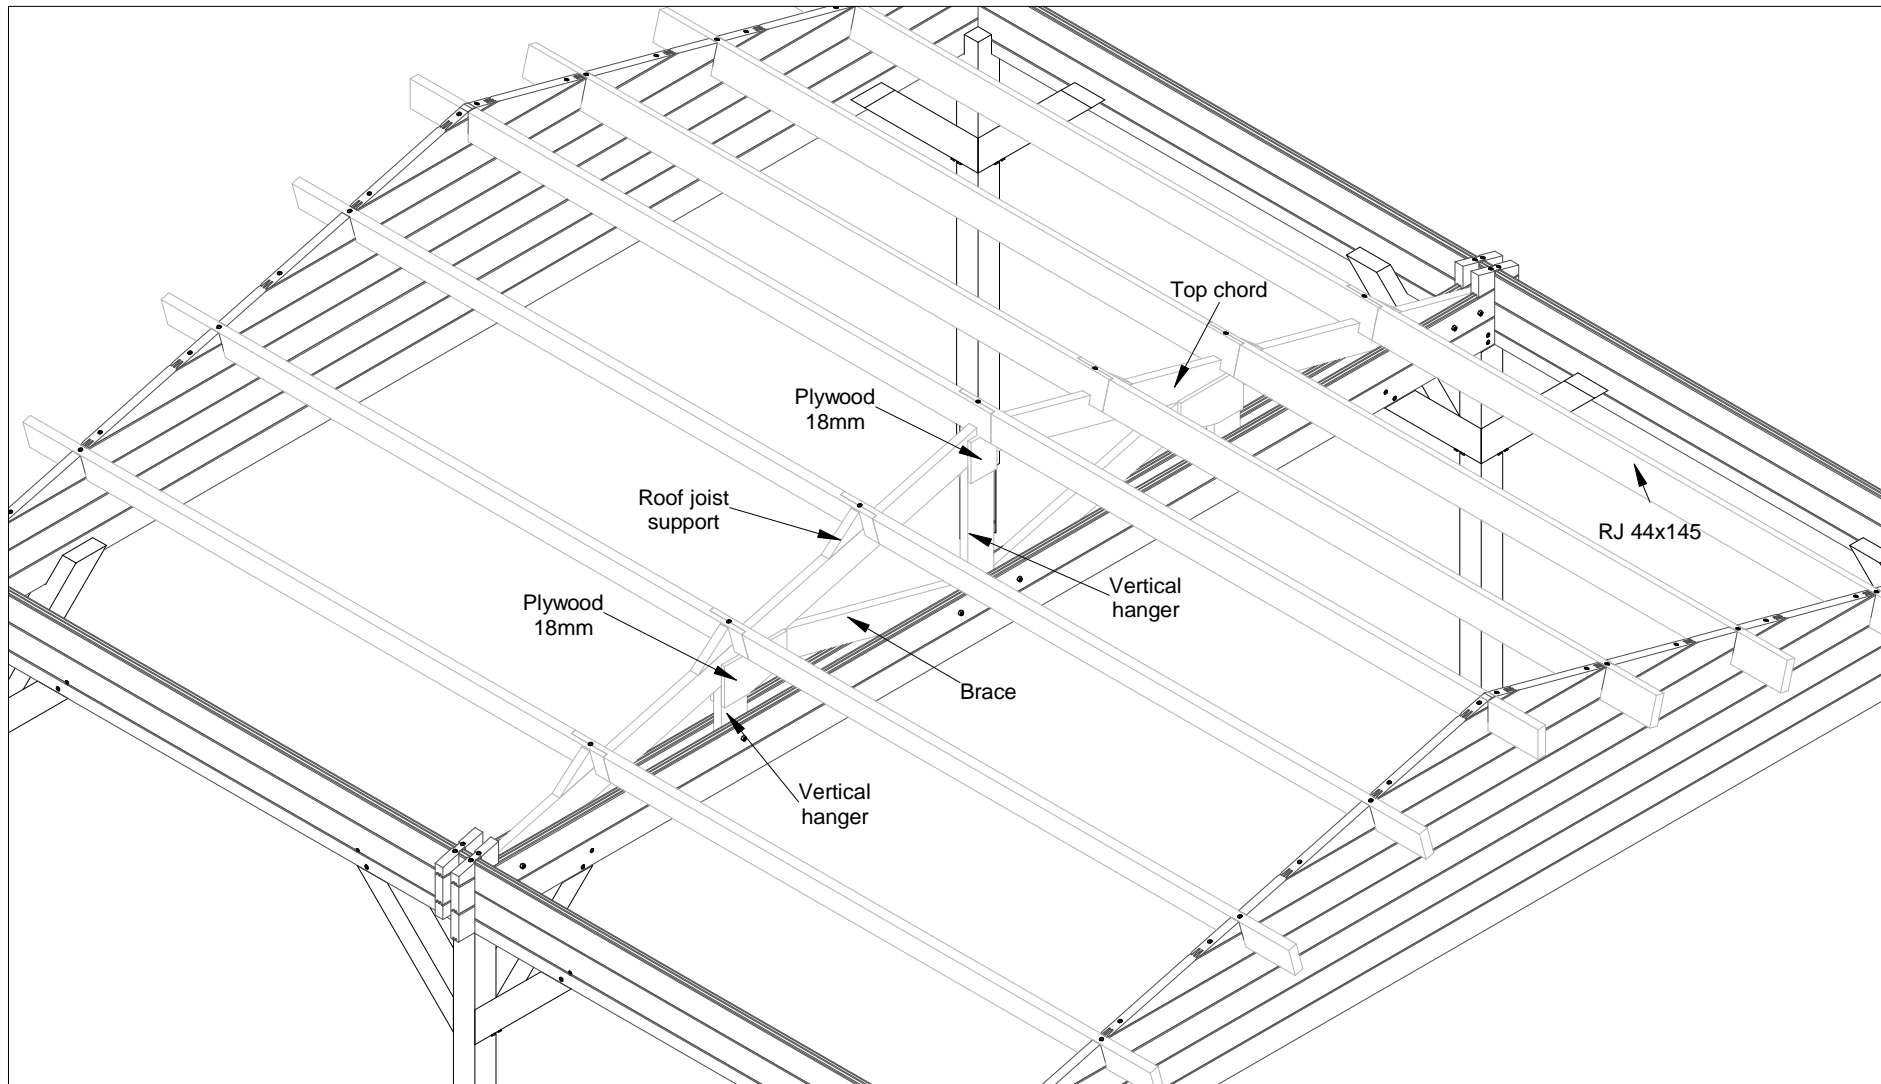 Top chord
Plywood
18mm
Roof joist
support
RJ 44x145
Vertical
hanger
Plywood
18mm
Brace
Vertical
hanger